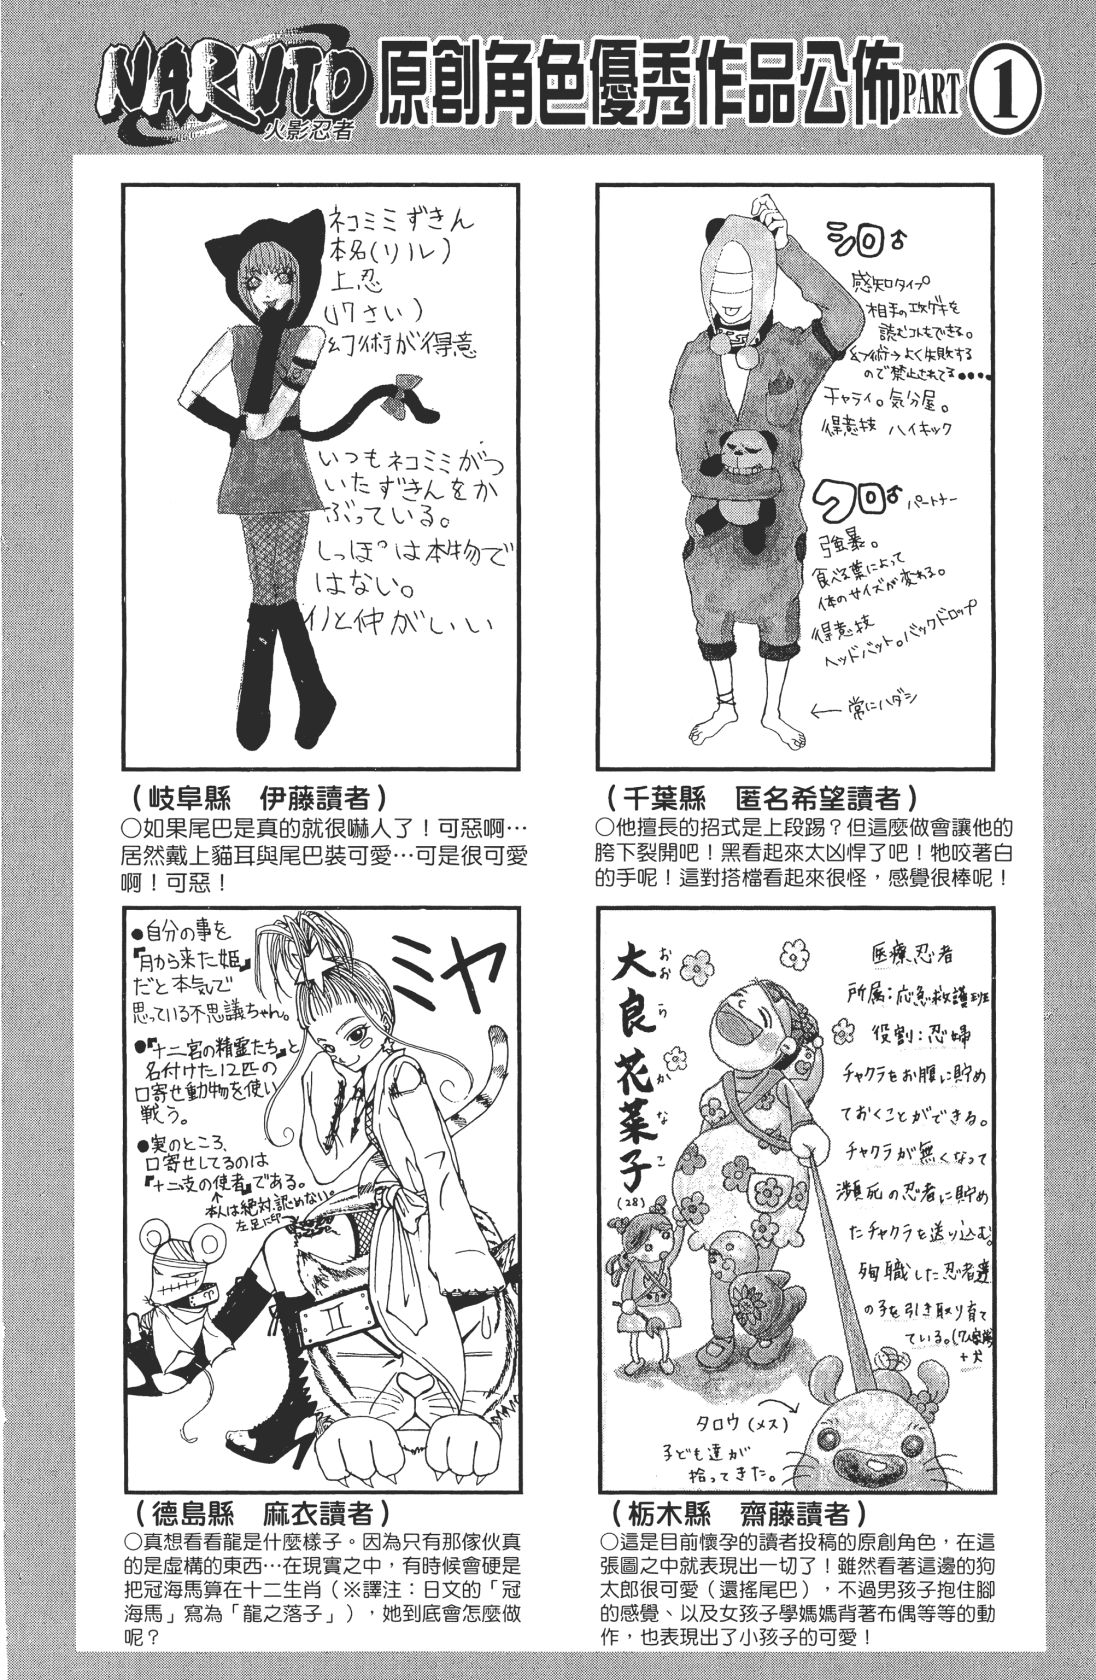 NARUTO
火影忍者
原創角色優秀作品公佈PART 1
ネコミミずきん
本名(リル)
上忍
(17さい)
幻術が得意
いつもネコミミがつ
いたずきんをか
ぶっている。
しっぽは本物で
はない。
と仲がいい
シロ♂
感知タイプ
相手の攻ゲキを
読むコトもできる。
幻術→よく失敗する
ので禁止されてる••••
チャライ。気分屋。
得意技 ハイキック
クロ♂ パートナー
強暴。
食べる葉によって
体のサイズが変わる。
得意技
ヘッドバット。バックドロップ
← 常にハダシ
(岐阜縣 伊藤讀者)
○如果尾巴是真的就很嚇人了！可惡啊…
居然戴上貓耳與尾巴裝可愛…可是很可愛
啊！可惡！
(千葉縣 匿名希望讀者)
○他擅長的招式是上段踢？但這麼做會讓他的
胯下裂開吧！黑看起來太凶悍了吧！牠咬著白
的手呢！這對搭檔看起來很怪，感覺很棒呢！
ミヤ
●自分の事を
『月から来た姫』
だと本気で
思っている不思議ちゃん。
●『十二宮の精霊たち』と
名付けた12匹の
口寄せ動物を使い
戦う。
●実のところ、
口寄せしてるのは
『十二支の使者』である。
↑
本人は絶対認めない。
左足に印
大良花菜子
おおらかなこ
(28)
医療忍者
所属：応急救護班
役割：忍婦
チャクラをお腹に貯め
ておくことができる。
チャクラが無くなって
瀕死の忍者に貯め
たチャクラを送り込む。
殉職した忍者達
の子を引き取り育て
ている。
+犬
タロウ(メス)
子ども達が
拾ってきた。
(德島縣 麻衣讀者)
○真想看看龍是什麼樣子。因為只有那傢伙真
的是虛構的東西…在現實之中，有時候會硬是
把冠海馬算在十二生肖（※譯注：日文的「冠
海馬」寫為「龍之落子」），她到底會怎麼做
呢？
(栃木縣 齋藤讀者)
○這是目前懷孕的讀者投稿的原創角色，在這
張圖之中就表現出一切了！雖然看著這邊的狗
太郎很可愛（還搖尾巴），不過男孩子抱住腳
的感覺、以及女孩子學媽媽背著布偶等等的動
作，也表現出了小孩子的可愛！